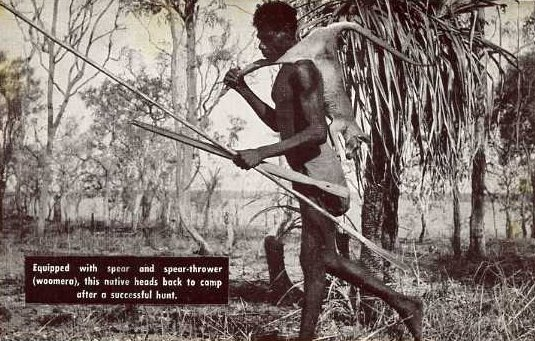 Equipped with spear and spear-thrower
(woomera), this native heads back to camp
after a successful hunt.